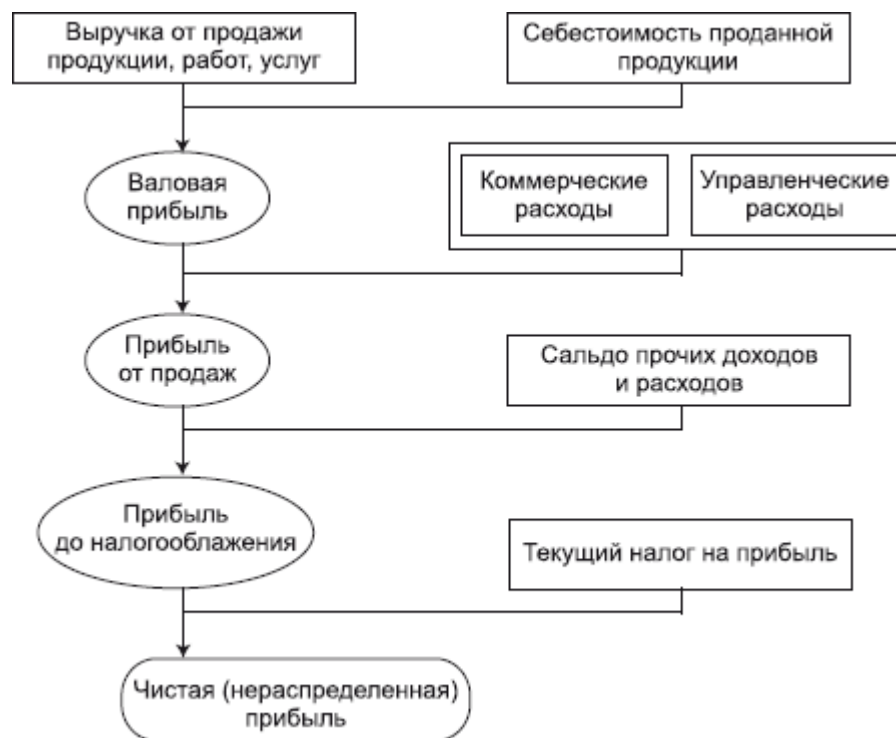 Выручка от продажи
продукции, работ, услуг
Себестоимость проданной
продукции
Валовая
прибыль
Коммерческие
расходы
Управленческие
расходы
Прибыль
от продаж
Сальдо прочих доходов
и расходов
Прибыль
до налогооблажения
Текущий налог на прибыль
Чистая (нераспределенная)
прибыль